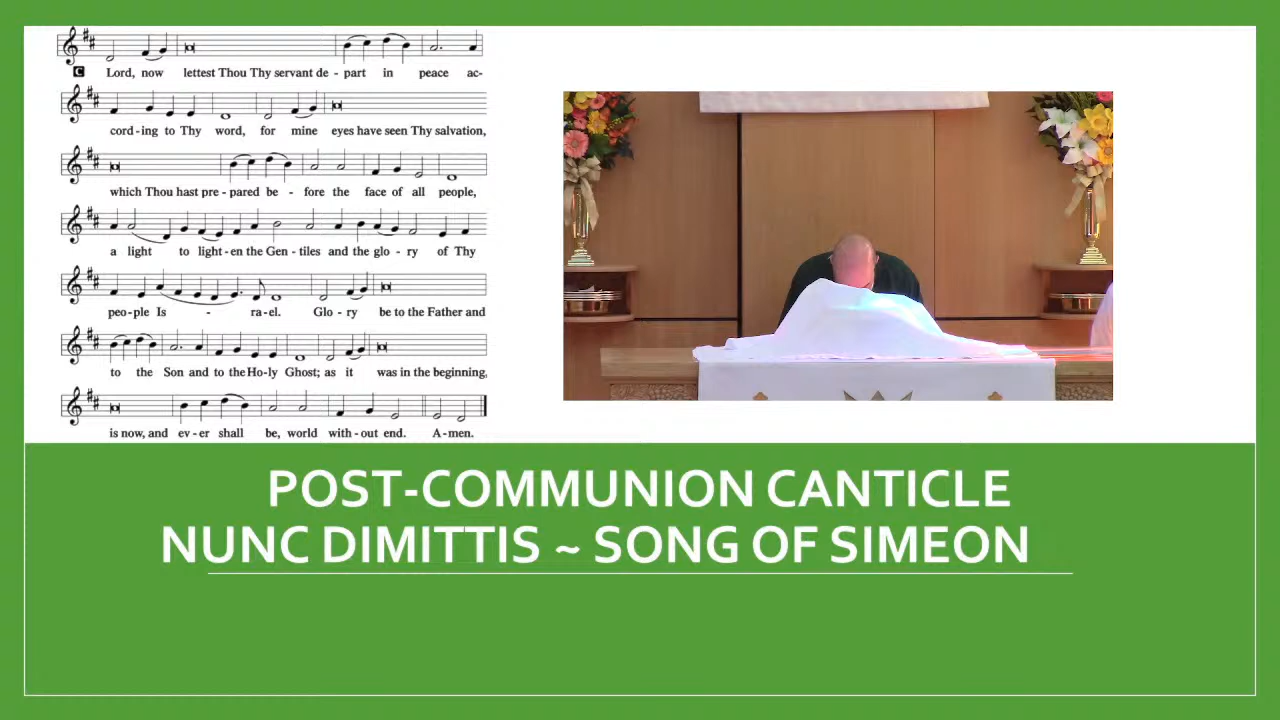 C Lord, now lettest Thou Thy servant de - part in peace ac-
cord - ing to Thy word, for mine eyes have seen Thy salvation,
which Thou hast pre - pared be - fore the face of all people,
a light to light - en the Gen - tiles and the glo - ry of Thy
peo - ple Is - ra - el. Glo - ry be to the Father and
to the Son and to the Ho - ly Ghost; as it was in the beginning,
is now, and ev - er shall be, world with - out end. A - men.
POST-COMMUNION CANTICLE
NUNC DIMITTIS ~ SONG OF SIMEON